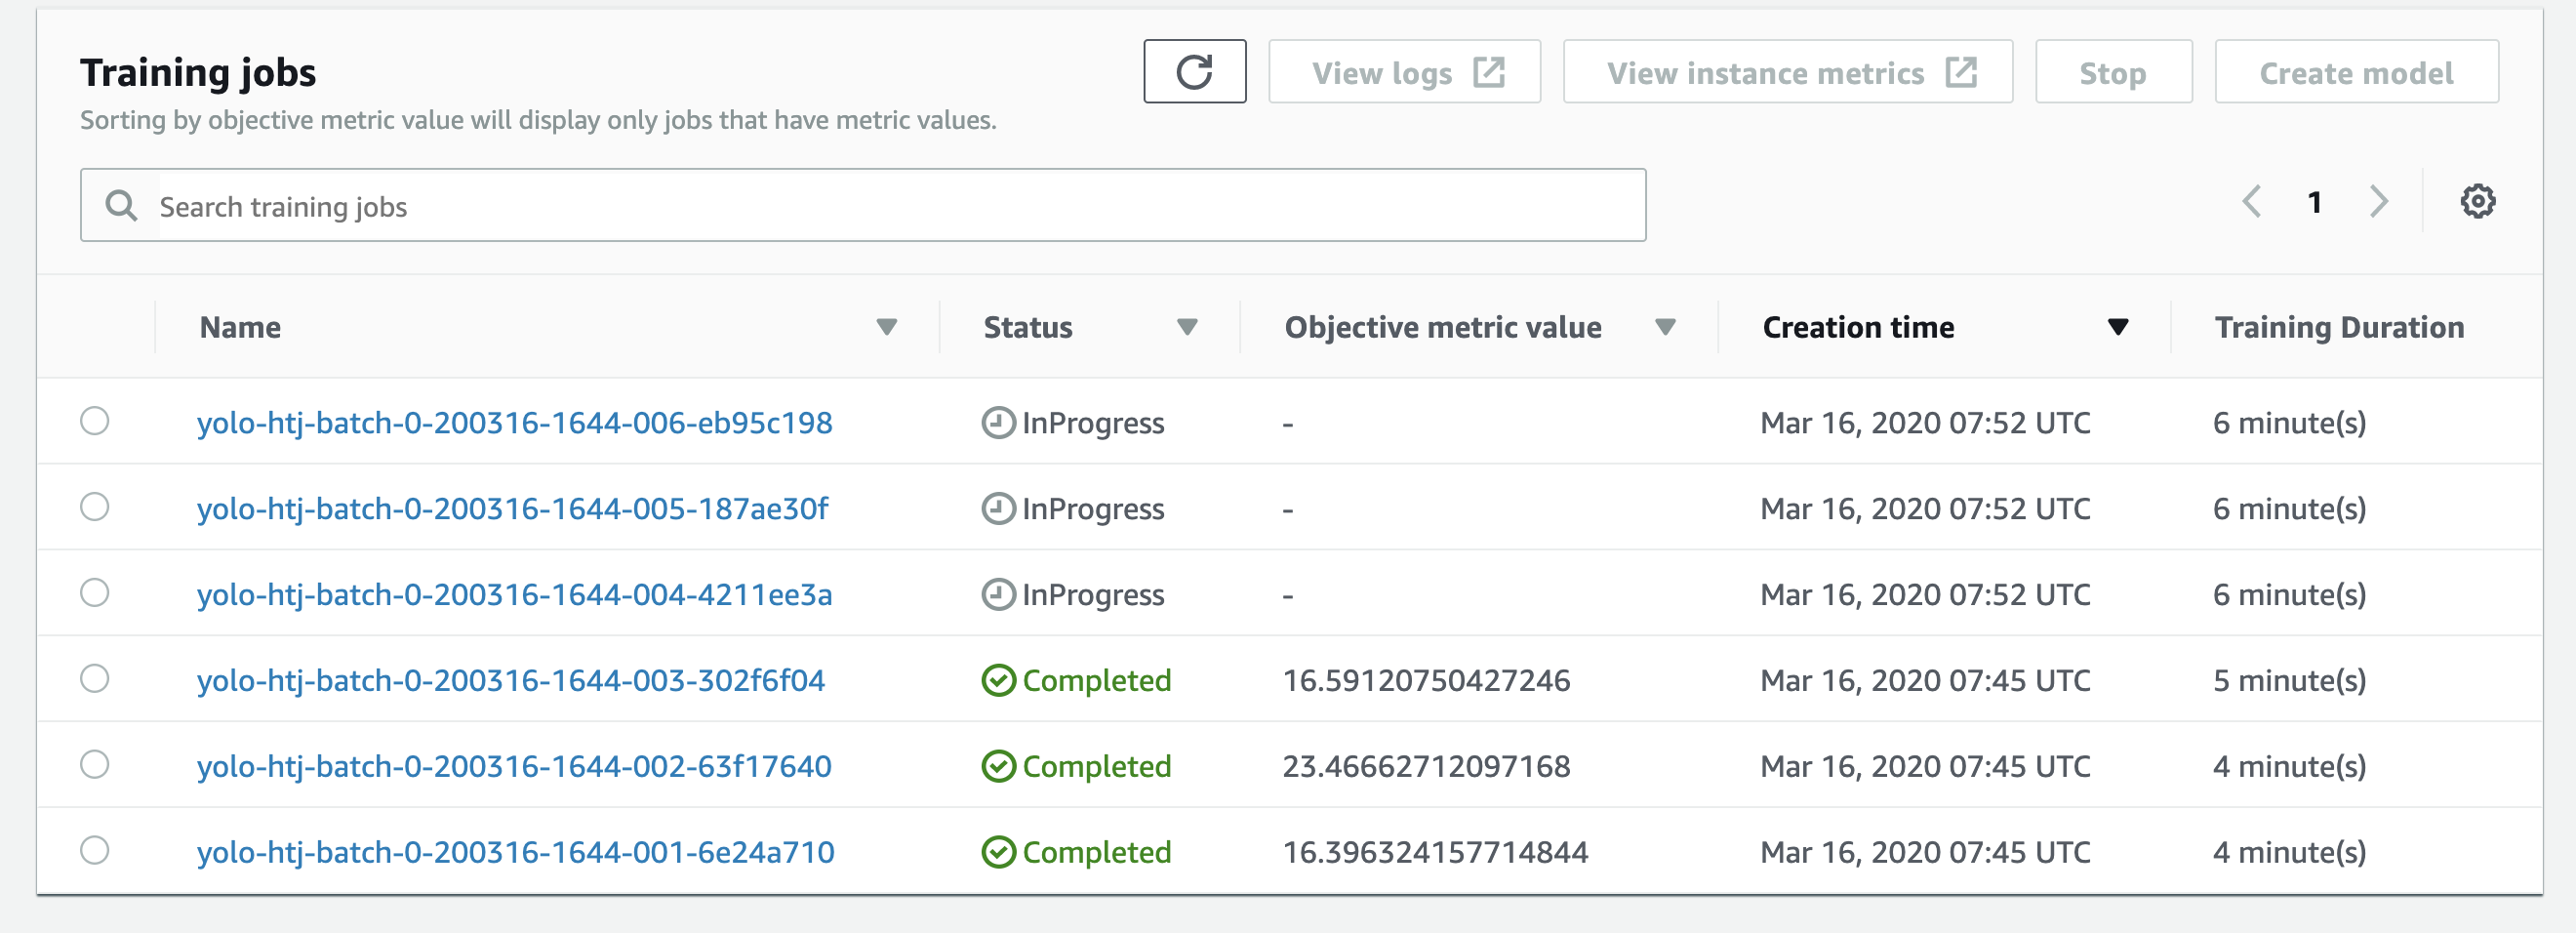 Training jobs
View logs
View instance metrics
Stop
Create model
Sorting by objective metric value will display only jobs that have metric values.
Search training jobs
1
Name Status Objective metric value Creation time Training Duration
yolo-htj-batch-0-200316-1644-006-eb95c198 InProgress - Mar 16, 2020 07:52 UTC 6 minute(s)
yolo-htj-batch-0-200316-1644-005-187ae30f InProgress - Mar 16, 2020 07:52 UTC 6 minute(s)
yolo-htj-batch-0-200316-1644-004-4211ee3a InProgress - Mar 16, 2020 07:52 UTC 6 minute(s)
yolo-htj-batch-0-200316-1644-003-302f6f04 Completed 16.59120750427246 Mar 16, 2020 07:45 UTC 5 minute(s)
yolo-htj-batch-0-200316-1644-002-63f17640 Completed 23.46662712097168 Mar 16, 2020 07:45 UTC 4 minute(s)
yolo-htj-batch-0-200316-1644-001-6e24a710 Completed 16.396324157714844 Mar 16, 2020 07:45 UTC 4 minute(s)